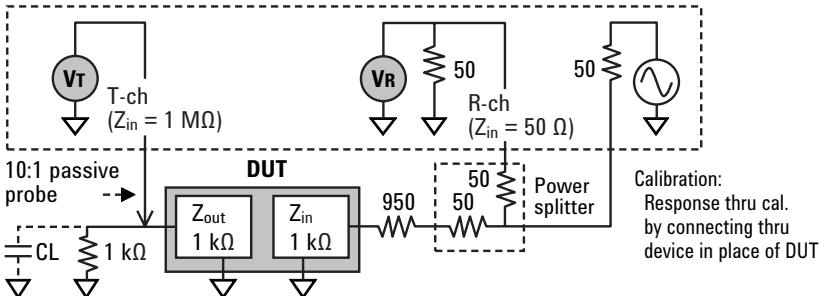 VT
T-ch
(Zin = 1 MΩ)
VR
50
R-ch
(Zin = 50 Ω)
50
10:1 passive
probe
DUT
Zout
1 kΩ
Zin
1 kΩ
950
50
50
Power
splitter
Calibration:
Response thru cal.
by connecting thru
device in place of DUT
CL
1 kΩ